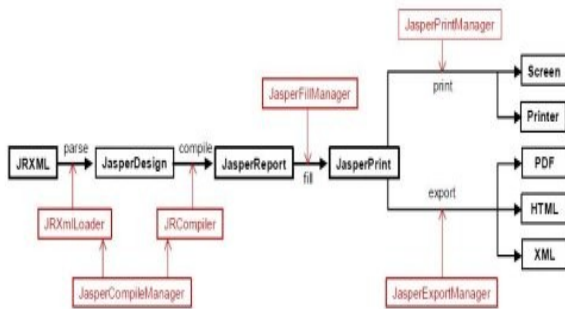 JasperPrintManager
Screen
print
JasperFillManager
Printer
parse
compile
JRXML
JasperDesign
JasperReport
fill
JasperPrint
PDF
export
HTML
JRXmlLoader
JRCompiler
XML
JasperCompileManager
JasperExportManager